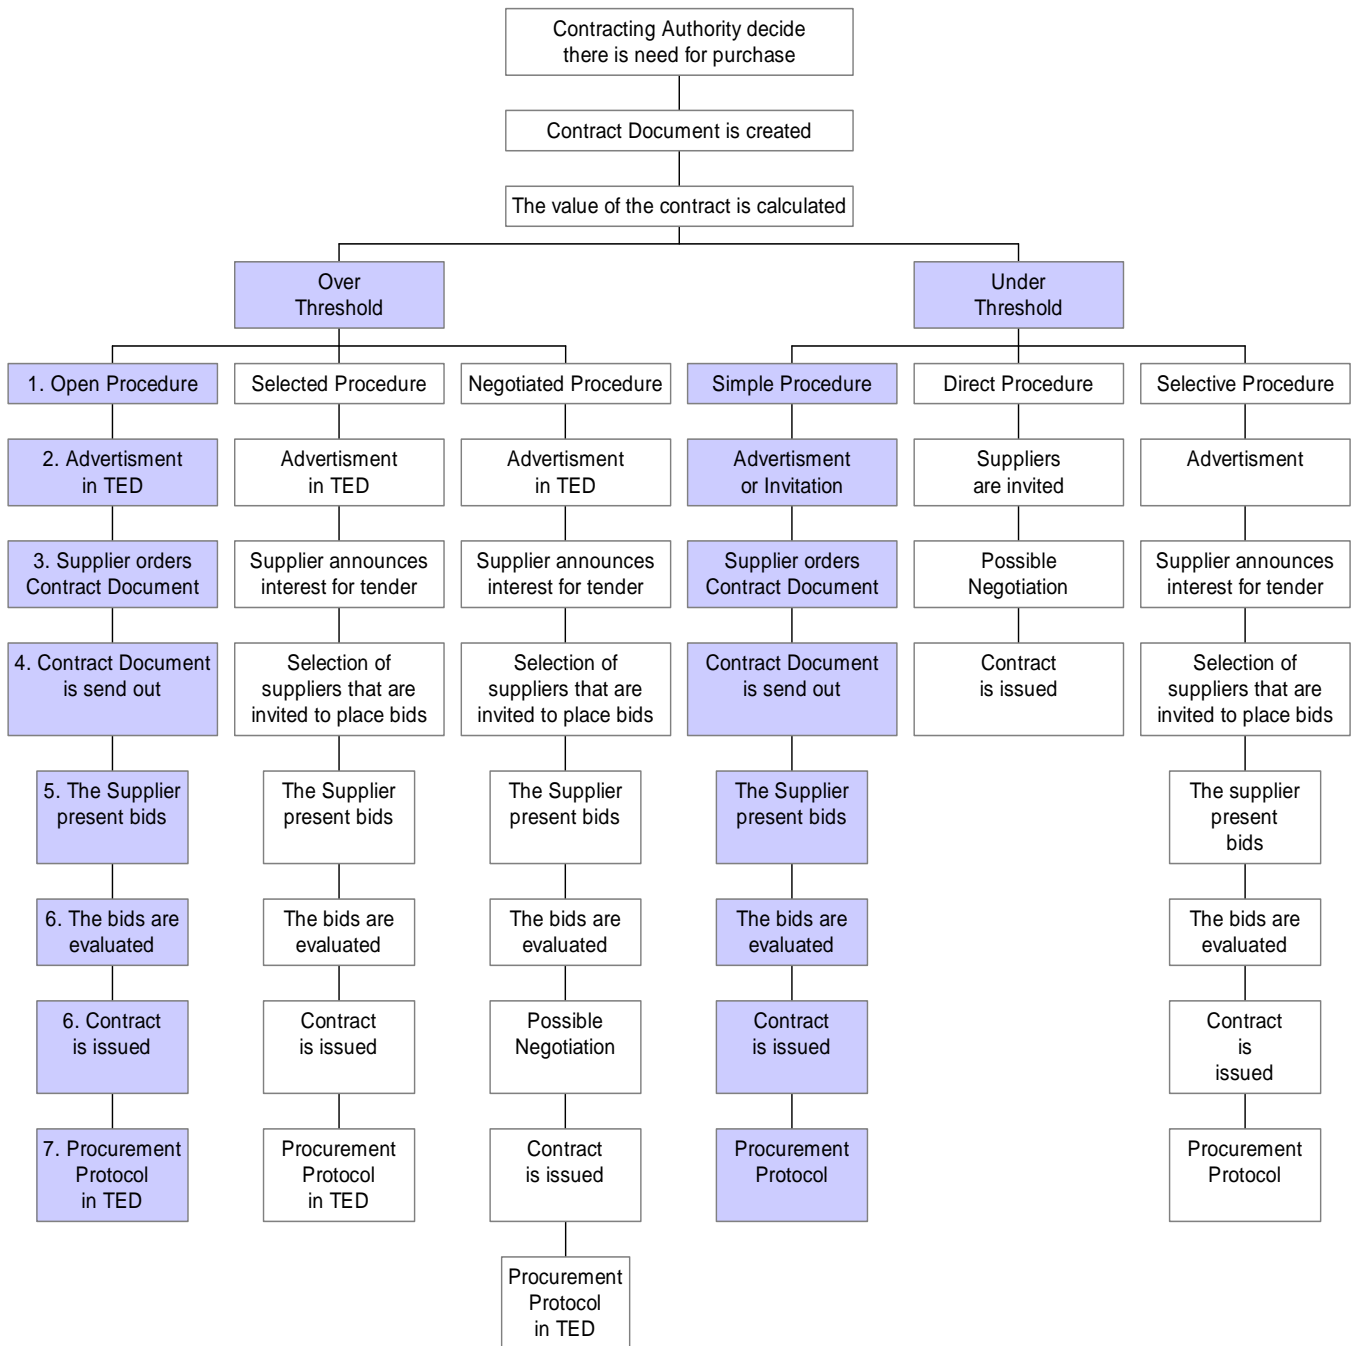 Contracting Authority decide
there is need for purchase
Contract Document is created
The value of the contract is calculated
Over
Threshold
Under
Threshold
1. Open Procedure
Selected Procedure
Negotiated Procedure
Simple Procedure
Direct Procedure
Selective Procedure
2. Advertisment
in TED
Advertisment
in TED
Advertisment
in TED
Advertisment
or Invitation
Suppliers
are invited
Advertisment
3. Supplier orders
Contract Document
Supplier announces
interest for tender
Supplier announces
interest for tender
Supplier orders
Contract Document
Possible
Negotiation
Supplier announces
interest for tender
4. Contract Document
is send out
Selection of
suppliers that are
invited to place bids
Selection of
suppliers that are
invited to place bids
Contract Document
is send out
Contract
is issued
Selection of
suppliers that are
invited to place bids
5. The Supplier
present bids
The Supplier
present bids
The Supplier
present bids
The Supplier
present bids
The supplier
present
bids
6. The bids are
evaluated
The bids are
evaluated
The bids are
evaluated
The bids are
evaluated
The bids are
evaluated
6. Contract
is issued
Contract
is issued
Possible
Negotiation
Contract
is issued
Contract
is
issued
7. Procurement
Protocol
in TED
Procurement
Protocol
in TED
Contract
is issued
Procurement
Protocol
Procurement
Protocol
Procurement
Protocol
in TED